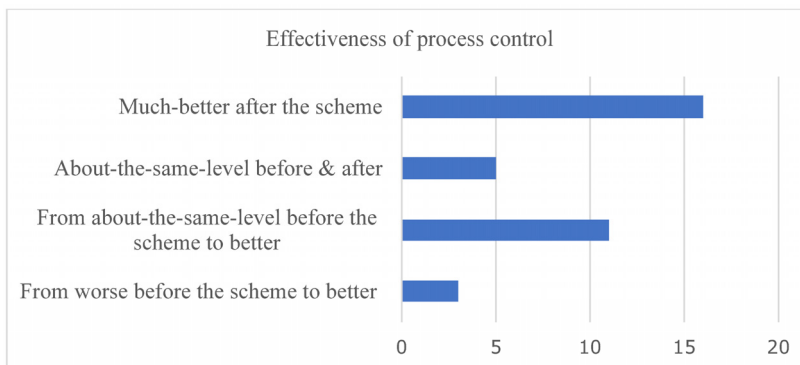 Effectiveness of process control
Much-better after the scheme
About-the-same-level before & after
From about-the-same-level before the
scheme to better
From worse before the scheme to better
0 5 10 15 20